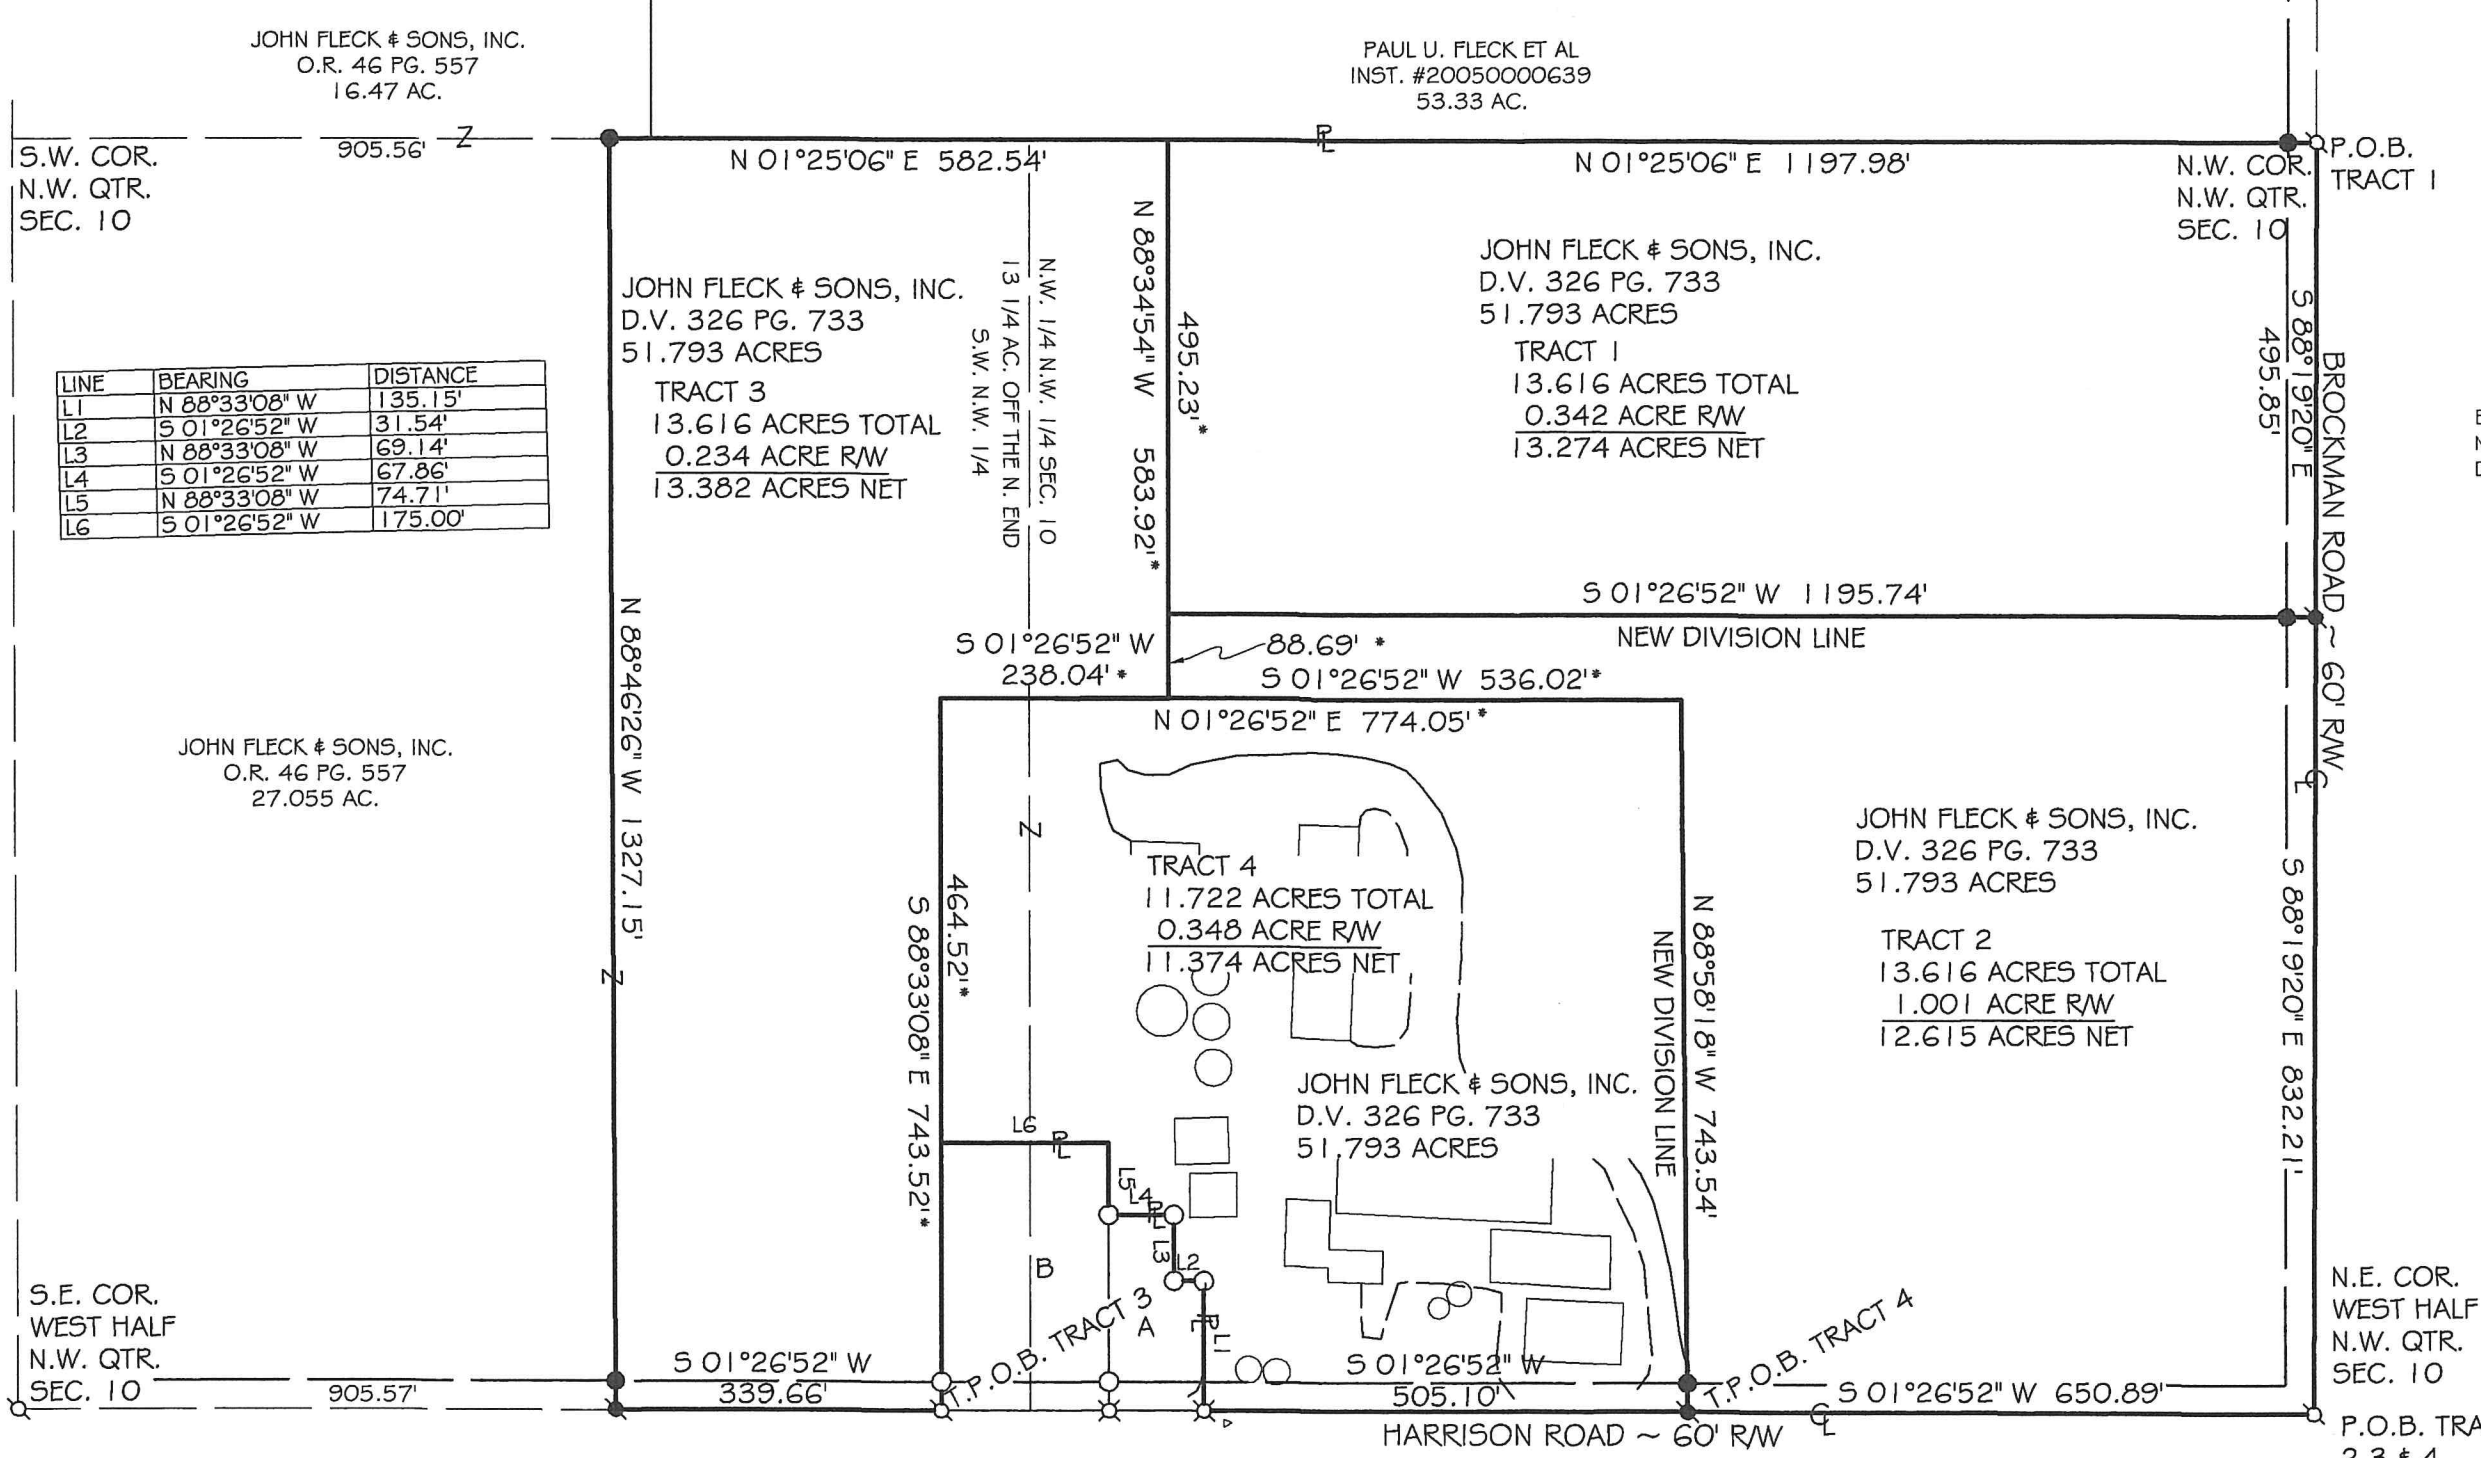 JOHN FLECK & SONS, INC.
O.R. 46 PG. 557
16.47 AC.
PAUL U. FLECK ET AL
INST. #20050000639
53.33 AC.
905.56'
Z
S.W. COR.
N.W. QTR.
SEC. 10
N 01°25'06" E 582.54'
PL
N 01°25'06" E 1197.98'
N.W. COR.
N.W. QTR.
SEC. 10
P.O.B.
TRACT 1
JOHN FLECK & SONS, INC.
D.V. 326 PG. 733
51.793 ACRES
TRACT 3
13.616 ACRES TOTAL
0.234 ACRE R/W
13.382 ACRES NET
N.W. 1/4 N.W. 1/4 SEC. 10
13 1/4 AC. OFF THE N. END
S.W. N.W. 1/4
N 88°34'54" W 583.92'*
495.23'*
JOHN FLECK & SONS, INC.
D.V. 326 PG. 733
51.793 ACRES
TRACT 1
13.616 ACRES TOTAL
0.342 ACRE R/W
13.274 ACRES NET
S 88°19'20" E
495.85'
BROCKMAN ROAD ~ 60' R/W
CL
LINE BEARING DISTANCE
L1 N 88°33'08" W 135.15'
L2 S 01°26'52" W 31.54'
L3 N 88°33'08" W 69.14'
L4 S 01°26'52" W 67.86'
L5 N 88°33'08" W 74.71'
L6 S 01°26'52" W 175.00'
S 01°26'52" W 1195.74'
NEW DIVISION LINE
S 01°26'52" W
238.04' *
88.69' *
S 01°26'52" W 536.02'*
N 01°26'52" E 774.05'*
N 88°46'26" W 1327.15'
Z
JOHN FLECK & SONS, INC.
O.R. 46 PG. 557
27.055 AC.
Z
TRACT 4
11.722 ACRES TOTAL
0.348 ACRE R/W
11.374 ACRES NET
464.52'*
S 88°33'08" E 743.52'*
JOHN FLECK & SONS, INC.
D.V. 326 PG. 733
51.793 ACRES
N 88°58'18" W 743.54'
NEW DIVISION LINE
JOHN FLECK & SONS, INC.
D.V. 326 PG. 733
51.793 ACRES
TRACT 2
13.616 ACRES TOTAL
1.001 ACRE R/W
12.615 ACRES NET
S 88°19'20" E 832.21'
L6
PL
L5
L4
PL
L3
L2
PL
L1
B
A
T.P.O.B. TRACT 3
T.P.O.B. TRACT 4
S.E. COR.
WEST HALF
N.W. QTR.
SEC. 10
905.57'
S 01°26'52" W
339.66'
S 01°26'52" W
505.10'
S 01°26'52" W 650.89'
CL
HARRISON ROAD ~ 60' R/W
N.E. COR.
WEST HALF
N.W. QTR.
SEC. 10
P.O.B. TRA